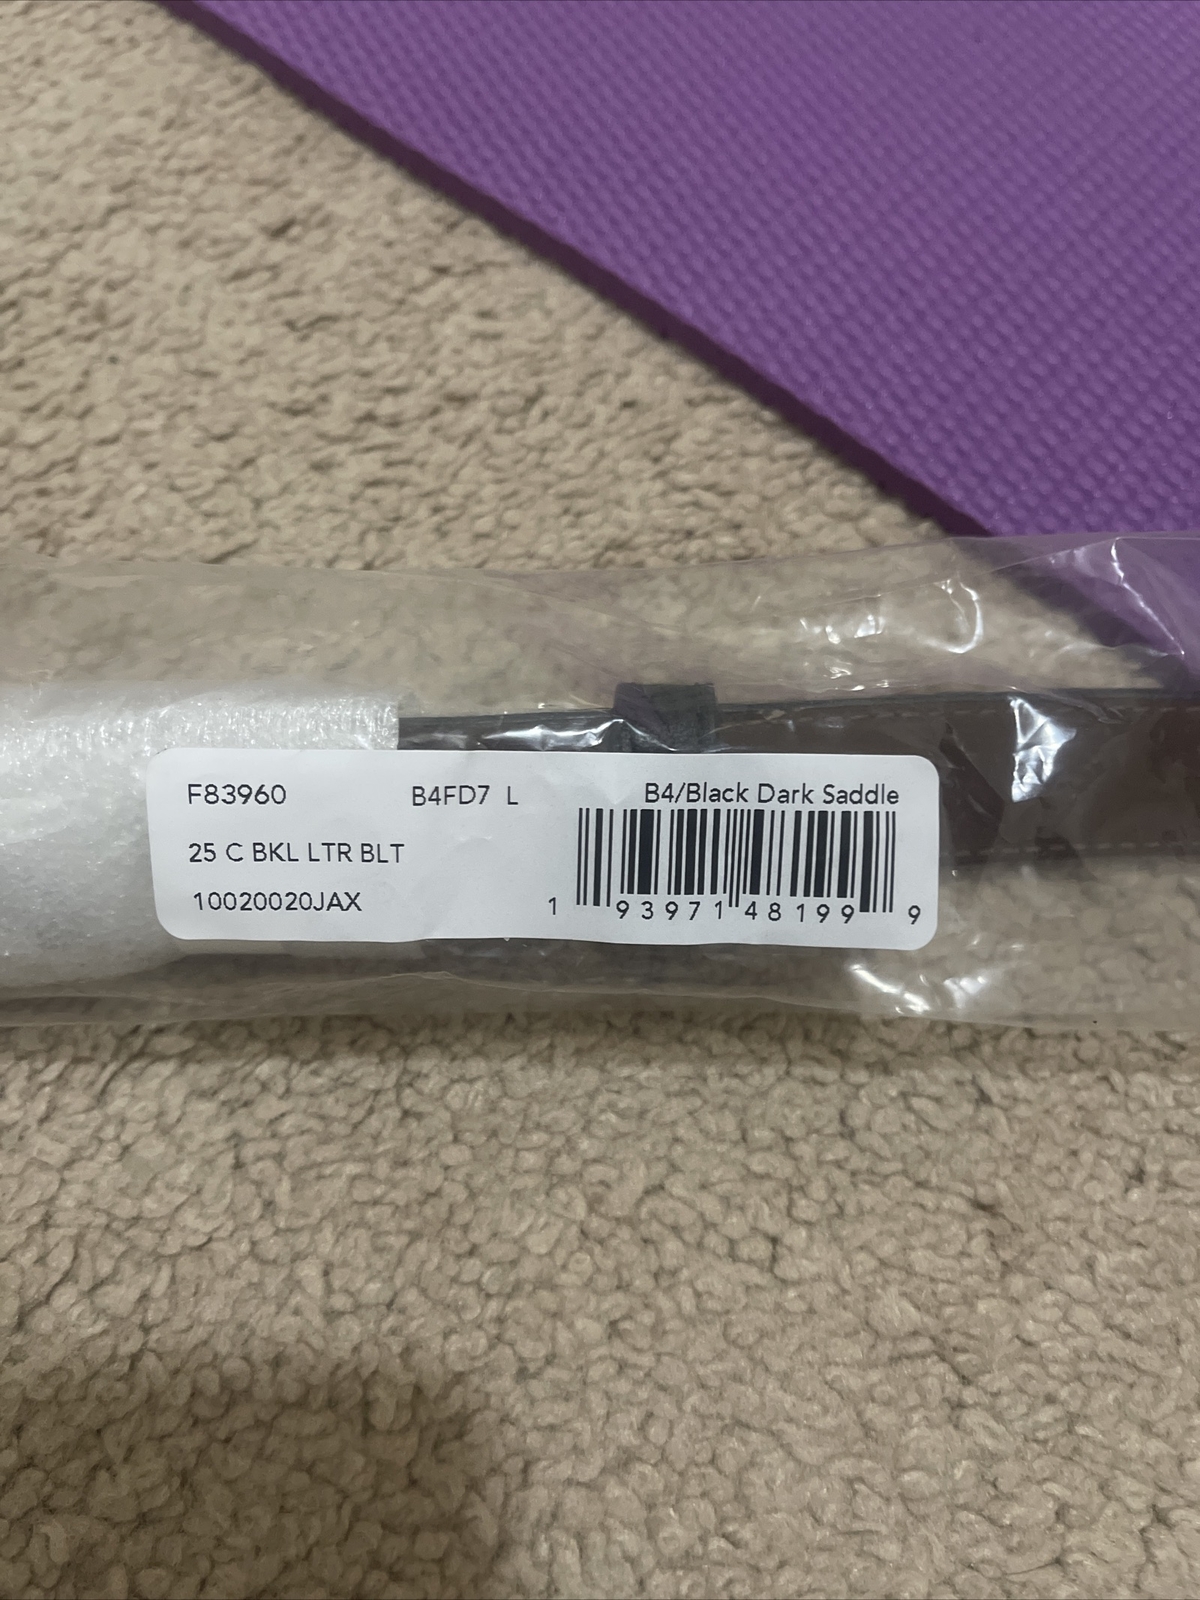 F83960 B4FD7 L B4/Black Dark Saddle
25 C BKL LTR BLT
10020020JAX
1 93971 48199 9